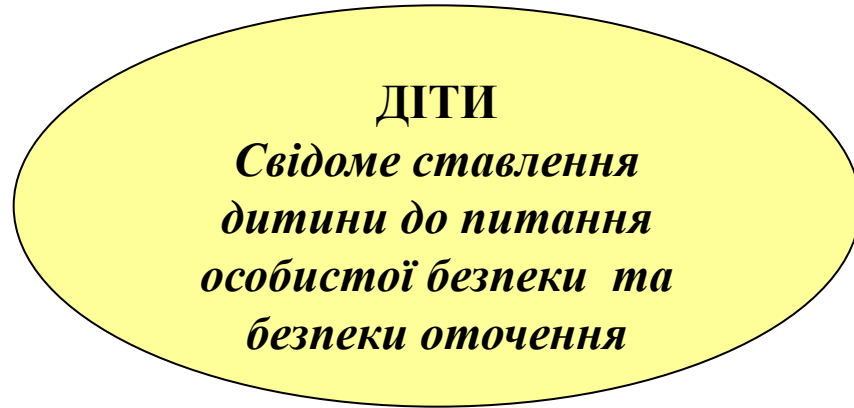 ДІТИ
Свідоме ставлення
дитини до питання
особистої безпеки та
безпеки оточення